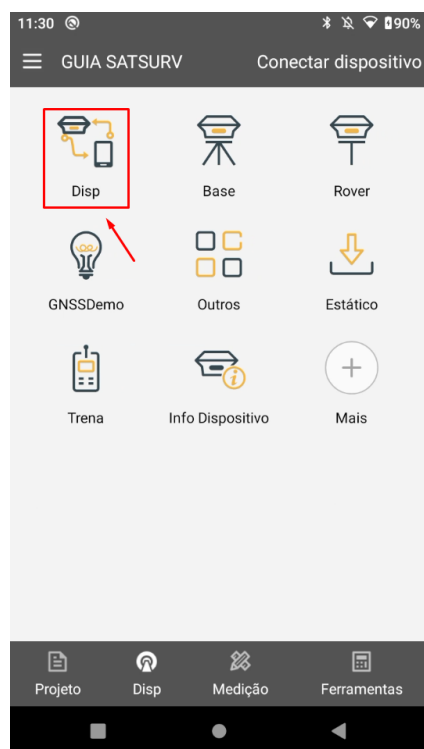 11:30 90%
GUIA SATSURV Conectar dispositivo
Disp Base Rover
GNSSDemo Outros Estático
Trena Info Dispositivo Mais
Projeto Disp Medição Ferramentas